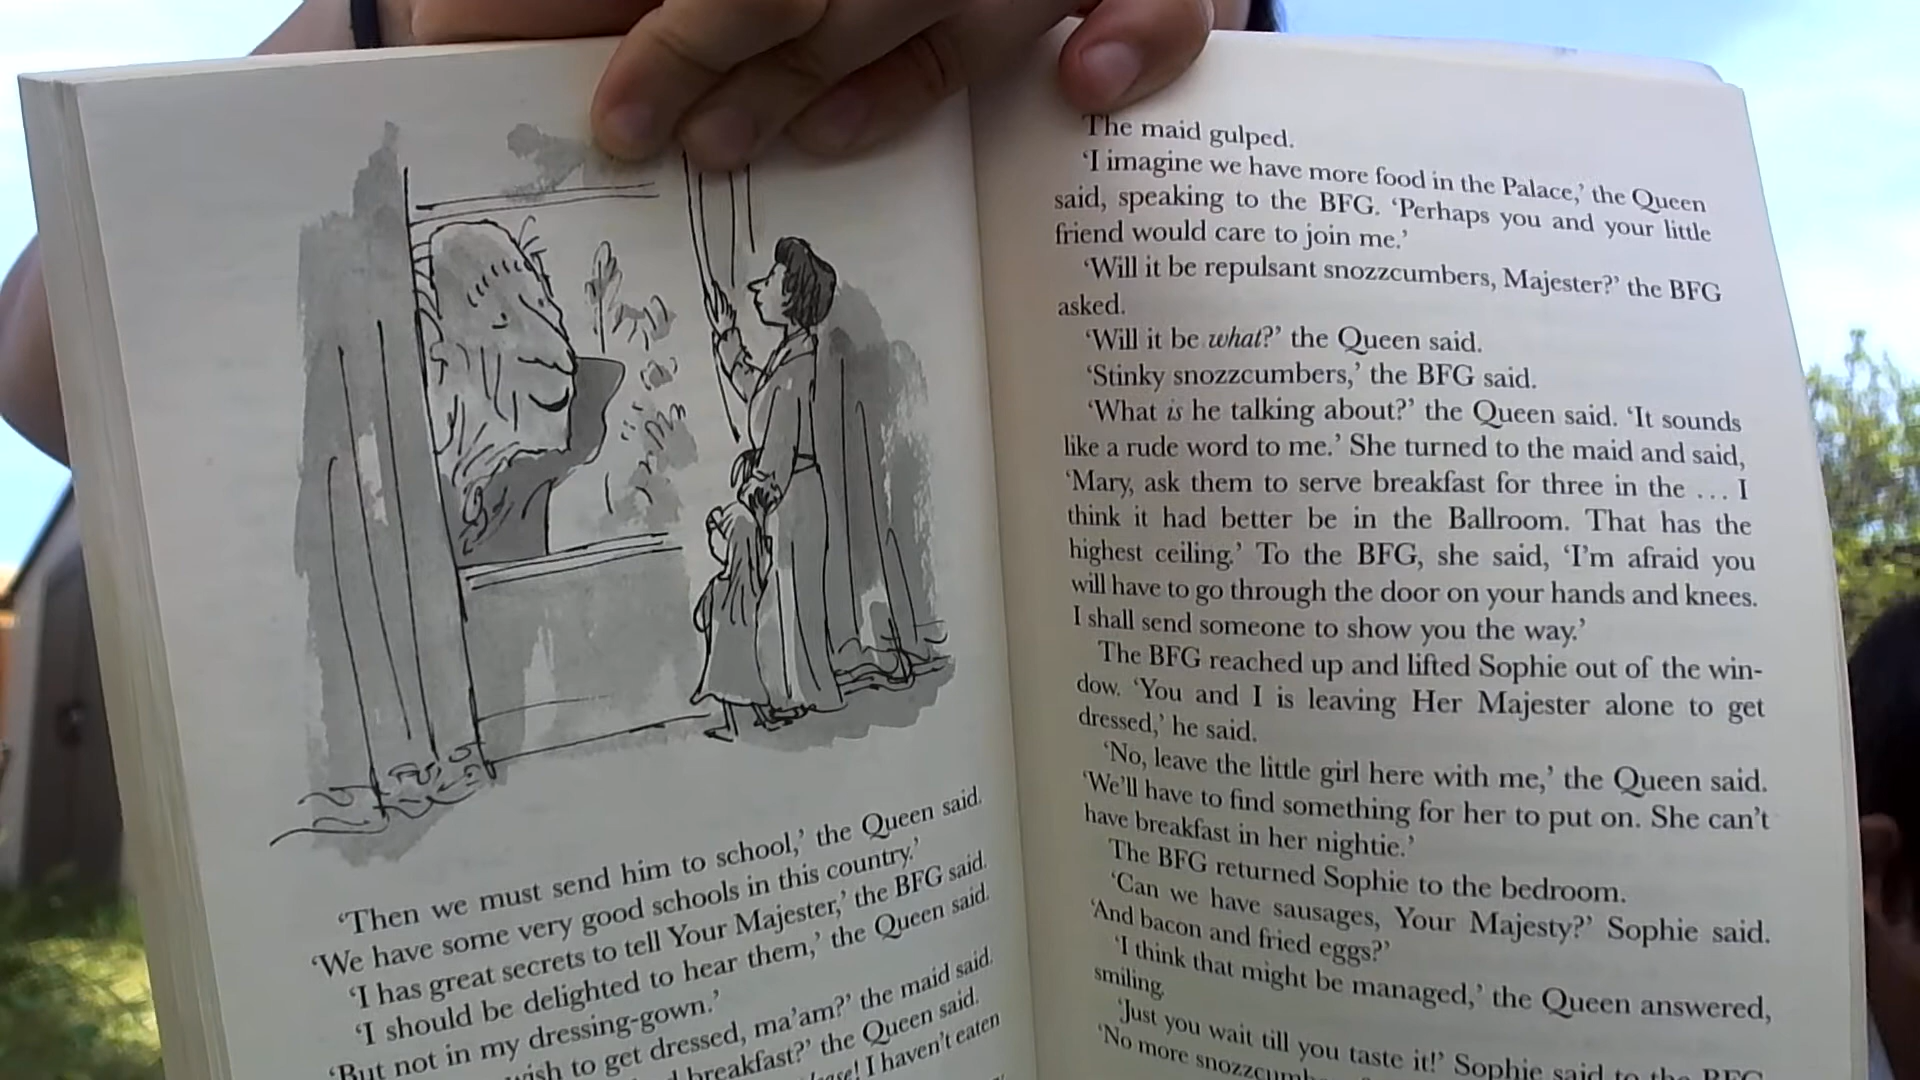 ‘Then we must send him to school,’ the Queen said.
‘We have some very good schools in this country.’
‘I has great secrets to tell Your Majester,’ the BFG said.
‘I should be delighted to hear them,’ the Queen said.
‘But not in my dressing-gown.’
wish to get dressed, ma’am?’ the maid said.
breakfast?’ the Queen said.
! I haven’t eaten
The maid gulped.
‘I imagine we have more food in the Palace,’ the Queen
said, speaking to the BFG. ‘Perhaps you and your little
friend would care to join me.’
‘Will it be repulsant snozzcumbers, Majester?’ the BFG
asked.
‘Will it be what?’ the Queen said.
‘Stinky snozzcumbers,’ the BFG said.
‘What is he talking about?’ the Queen said. ‘It sounds
like a rude word to me.’ She turned to the maid and said,
‘Mary, ask them to serve breakfast for three in the ... I
think it had better be in the Ballroom. That has the
highest ceiling.’ To the BFG, she said, ‘I’m afraid you
will have to go through the door on your hands and knees.
I shall send someone to show you the way.’
The BFG reached up and lifted Sophie out of the win-
dow. ‘You and I is leaving Her Majester alone to get
dressed,’ he said.
‘No, leave the little girl here with me,’ the Queen said.
‘We’ll have to find something for her to put on. She can’t
have breakfast in her nightie.’
The BFG returned Sophie to the bedroom.
‘Can we have sausages, Your Majesty?’ Sophie said.
‘And bacon and fried eggs?’
‘I think that might be managed,’ the Queen answered,
smiling.
‘Just you wait till you taste it!’ Sophie said to the BFG.
‘No more